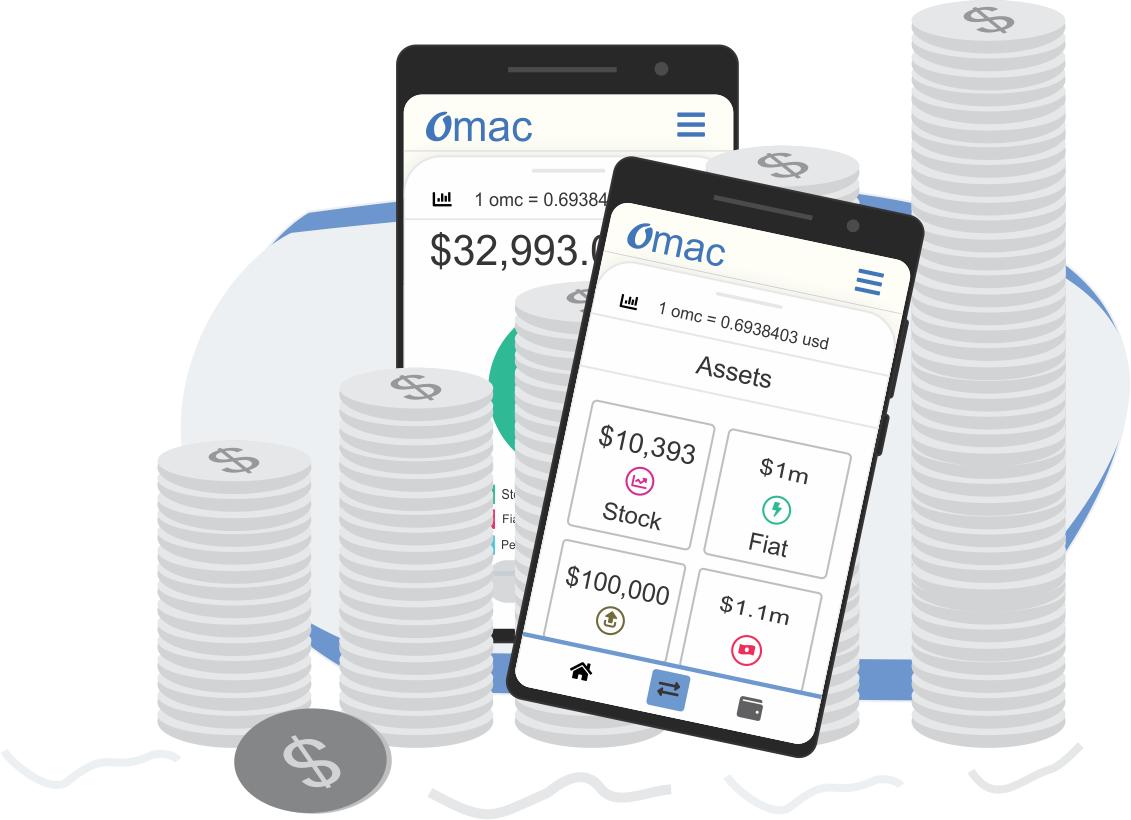 $
Omac
1 omc = 0.69384
$32,993.
$
$
Omac
1 omc = 0.6938403 usd
Assets
$
$10,393
$1m
$
Stock
Fiat
Sto
Fia
Pe
$100,000
$1.1m
$